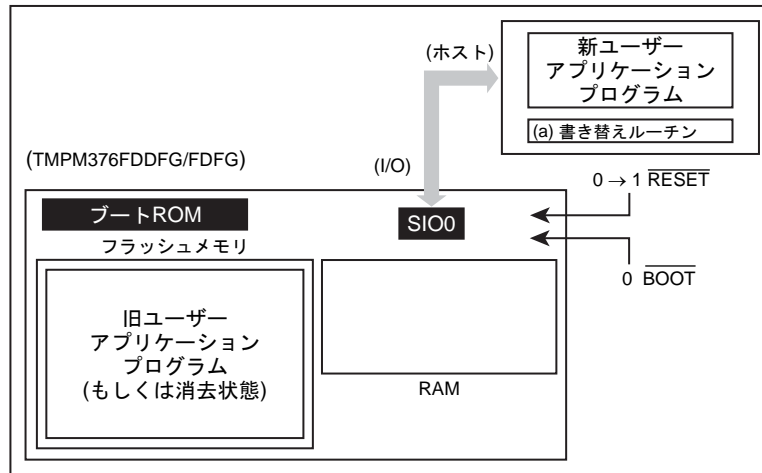 (ホスト)
新ユーザー
アプリケーション
プログラム
(a) 書き替えルーチン
(TMPM376FDDFG/FDFG)
(I/O)
0 → 1 RESET
ブートROM
SIO0
フラッシュメモリ
0 BOOT
旧ユーザー
アプリケーション
プログラム
(もしくは消去状態)
RAM